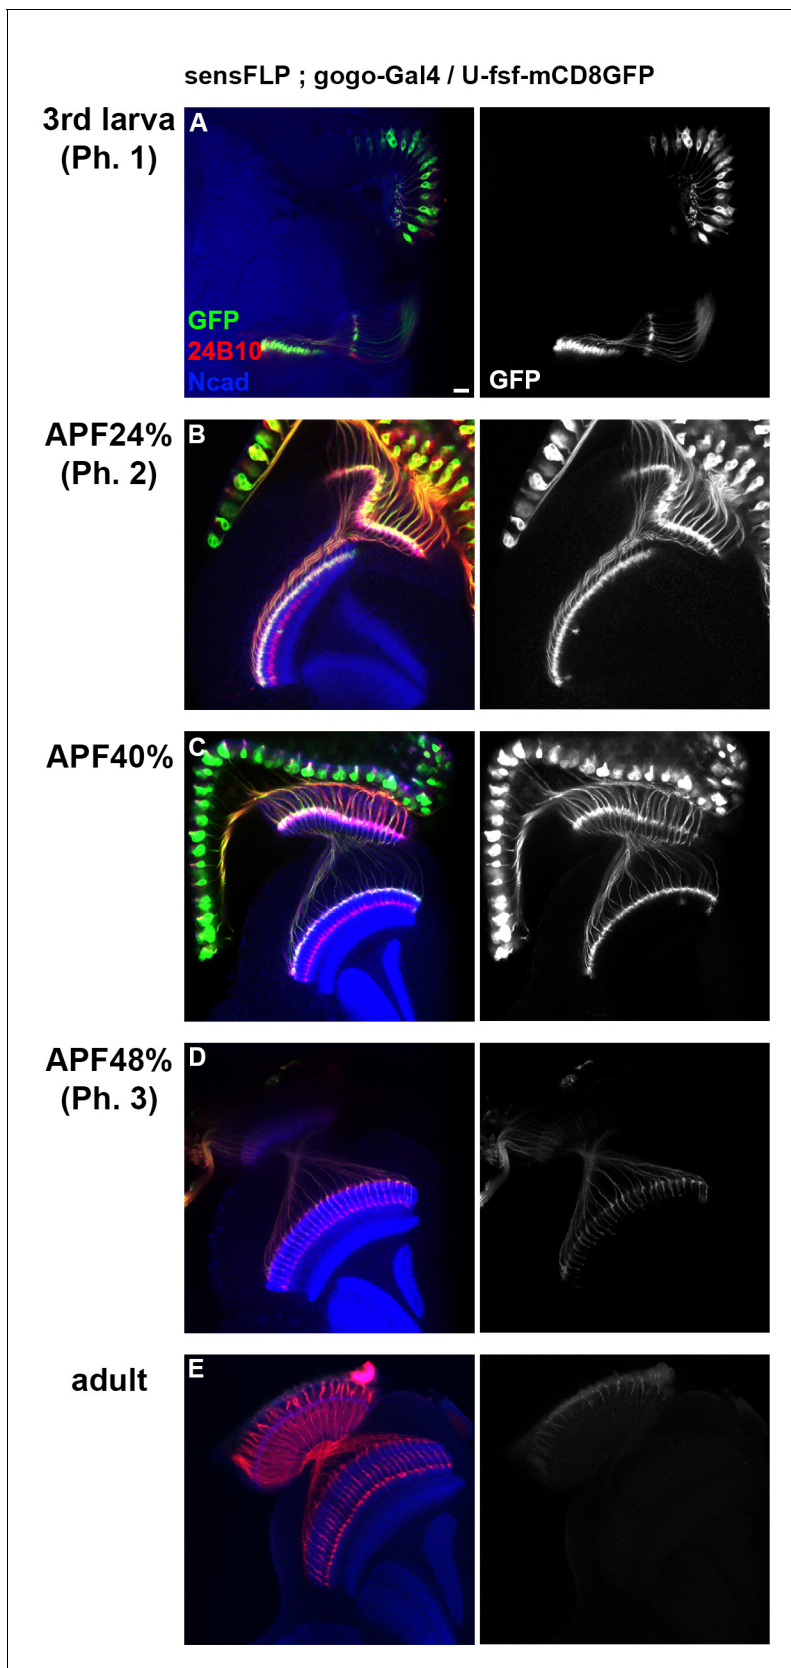 sensFLP ; gogo-Gal4 / U-fsf-mCD8GFP
3rd larva
(Ph. 1)
A
GFP
24B10
Ncad
GFP
APF24%
(Ph. 2)
B
APF40%
C
APF48%
(Ph. 3)
D
adult
E